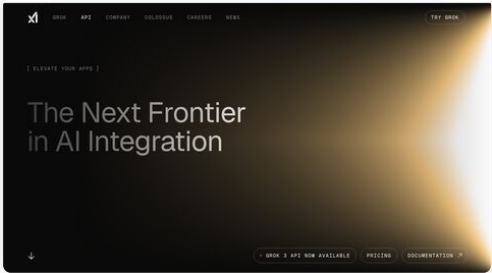 xI GROK API COMPANY COLOSSUS CAREERS NEWS TRY GROK
[ ELEVATE YOUR APPS ]
The Next Frontier
in AI Integration
GROK 3 API NOW AVAILABLE PRICING DOCUMENTATION